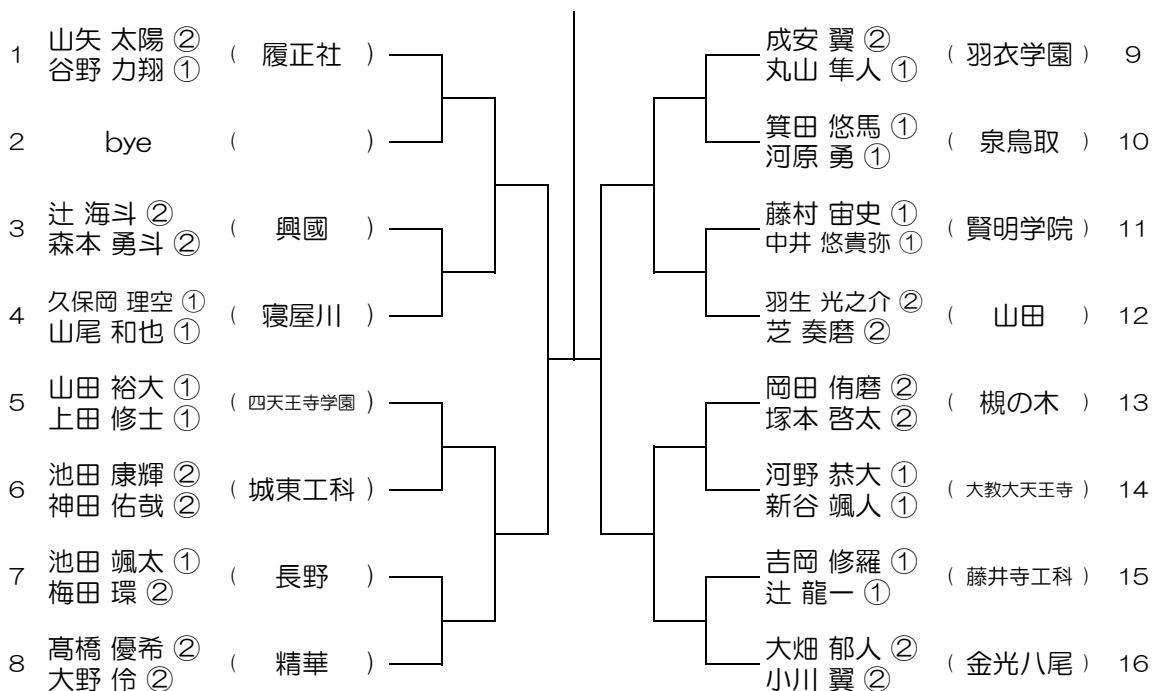 1 山矢 太陽 ② ( 履正社 )
谷野 力翔 ①
2 bye ( )
3 辻 海斗 ② ( 興國 )
森本 勇斗 ②
4 久保岡 理空 ① ( 寝屋川 )
山尾 和也 ①
5 山田 裕大 ① ( 四天王寺学園 )
上田 修士 ①
6 池田 康輝 ② ( 城東工科 )
神田 佑哉 ②
7 池田 颯太 ① ( 長野 )
梅田 環 ②
8 髙橋 優希 ② ( 精華 )
大野 伶 ②
成安 翼 ② ( 羽衣学園 ) 9
丸山 隼人 ①
箕田 悠馬 ① ( 泉鳥取 ) 10
河原 勇 ①
藤村 宙史 ① ( 賢明学院 ) 11
中井 悠貴弥 ①
羽生 光之介 ② ( 山田 ) 12
芝 奏磨 ②
岡田 侑磨 ② ( 槻の木 ) 13
塚本 啓太 ②
河野 恭大 ① ( 大教大天王寺 ) 14
新谷 颯人 ①
吉岡 修羅 ① ( 藤井寺工科 ) 15
辻 龍一 ①
大畑 郁人 ② ( 金光八尾 ) 16
小川 翼 ②